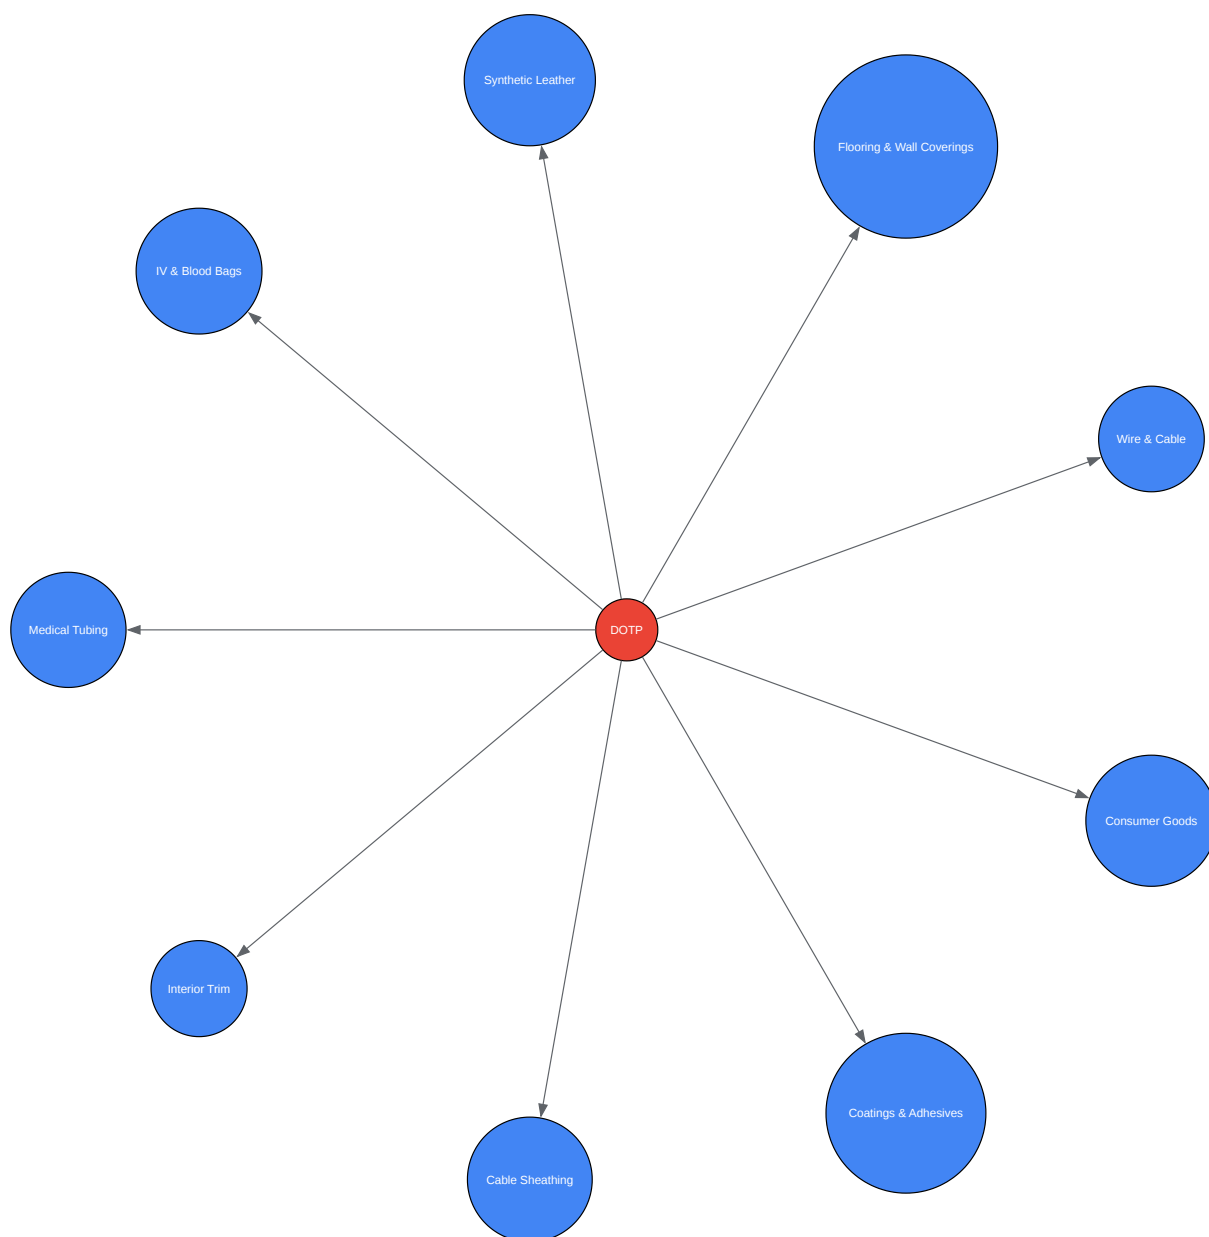 Synthetic Leather
Flooring & Wall Coverings
IV & Blood Bags
Wire & Cable
Medical Tubing
DOTP
Consumer Goods
Interior Trim
Coatings & Adhesives
Cable Sheathing